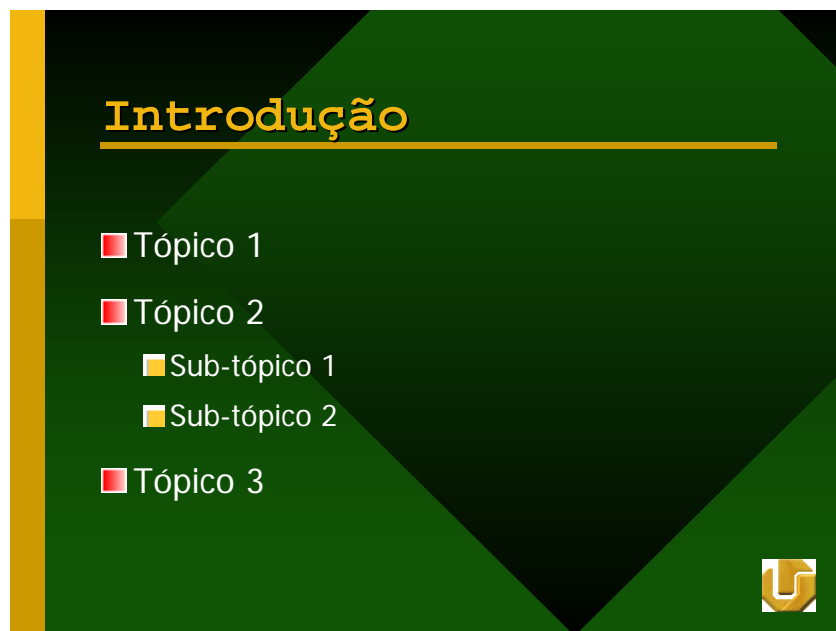 Introdução
Tópico 1
Tópico 2
Sub-tópico 1
Sub-tópico 2
Tópico 3